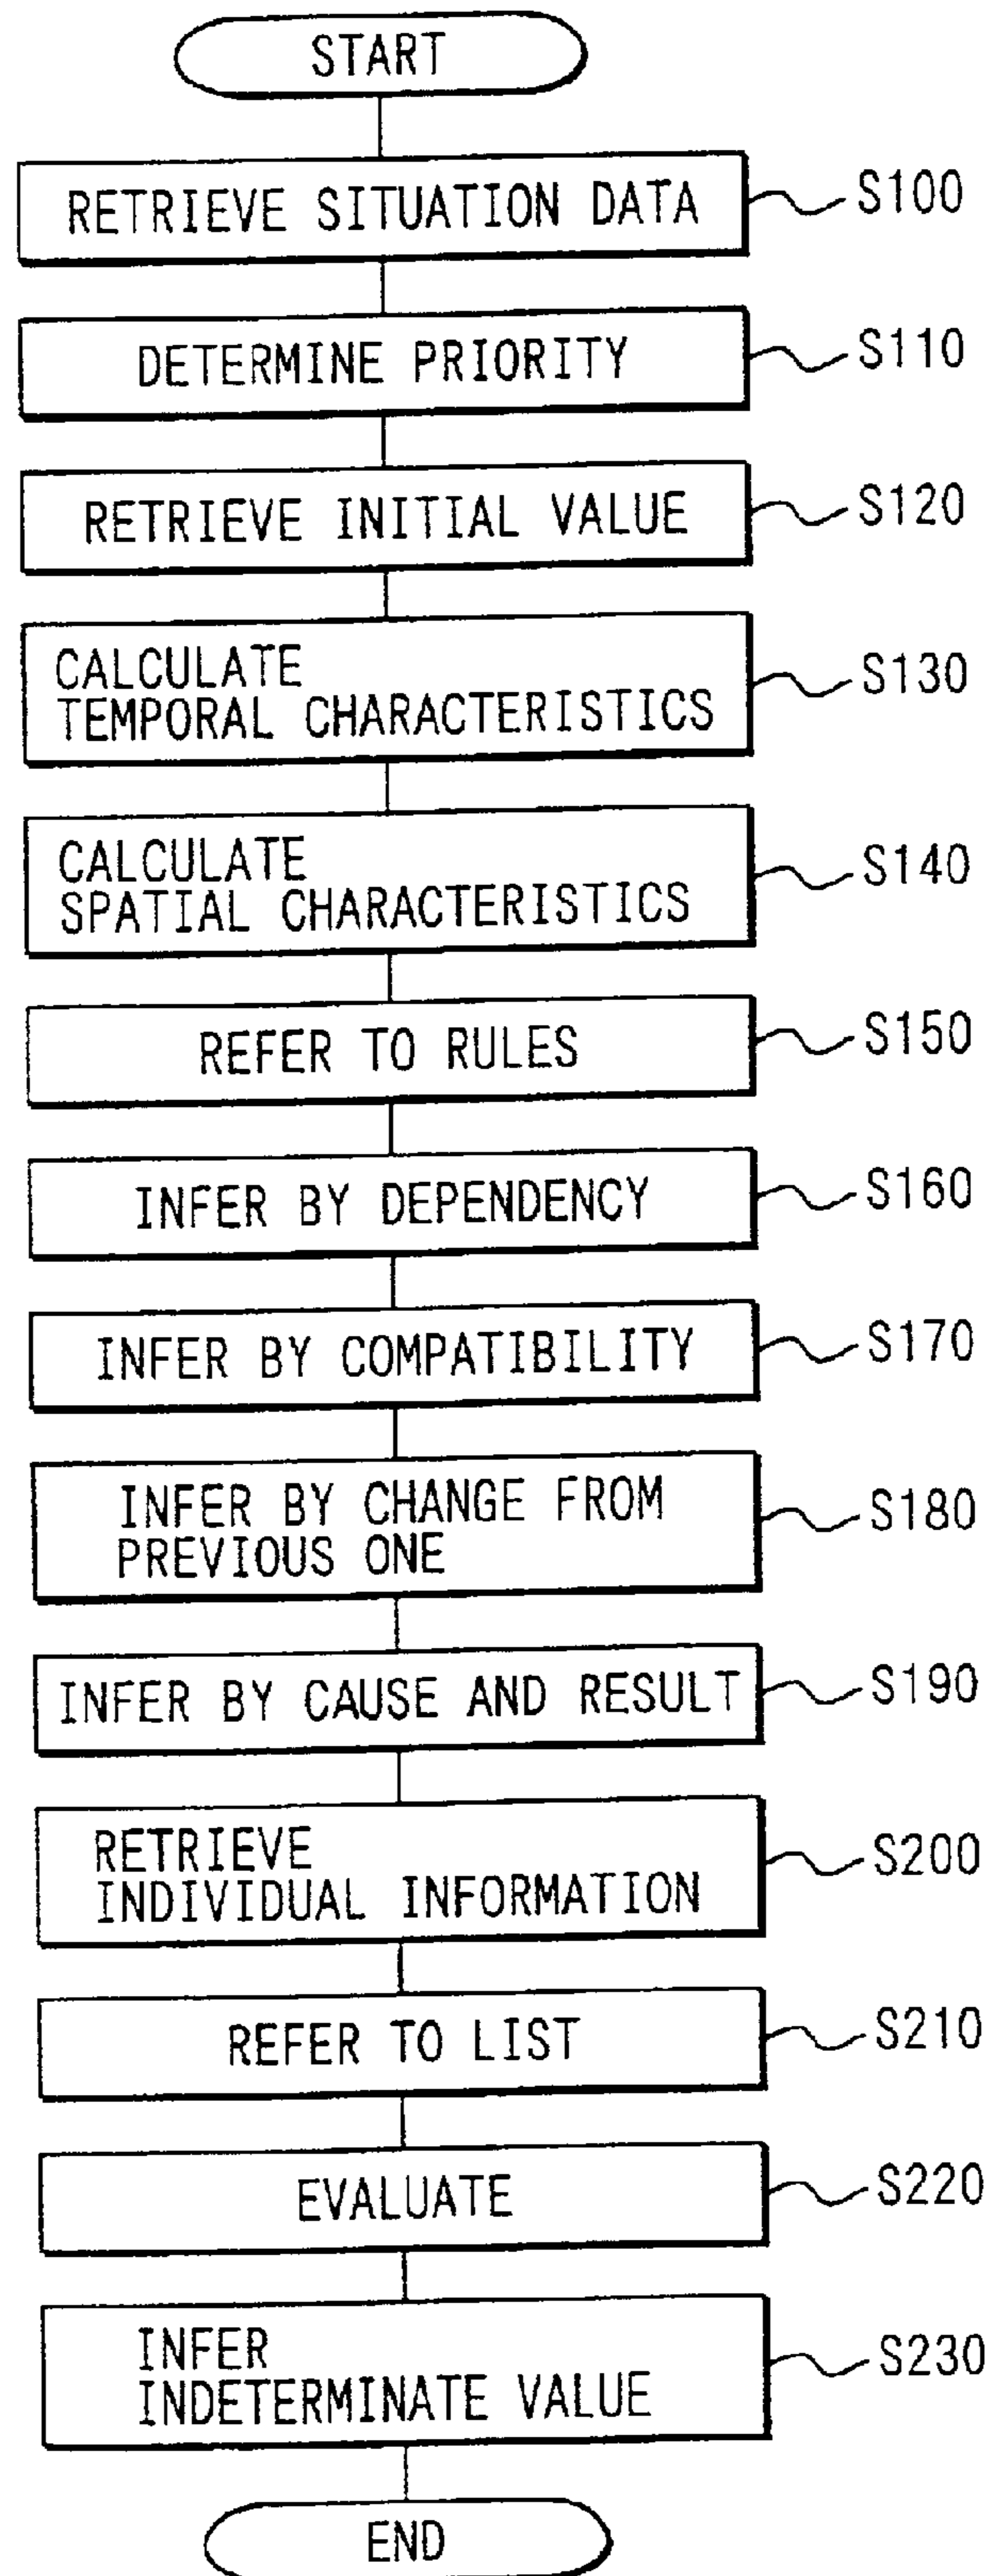 START
RETRIEVE SITUATION DATA
S100
DETERMINE PRIORITY
S110
RETRIEVE INITIAL VALUE
S120
CALCULATE
TEMPORAL CHARACTERISTICS
S130
CALCULATE
SPATIAL CHARACTERISTICS
S140
REFER TO RULES
S150
INFER BY DEPENDENCY
S160
INFER BY COMPATIBILITY
S170
INFER BY CHANGE FROM
PREVIOUS ONE
S180
INFER BY CAUSE AND RESULT
S190
RETRIEVE
INDIVIDUAL INFORMATION
S200
REFER TO LIST
S210
EVALUATE
S220
INFER
INDETERMINATE VALUE
S230
END